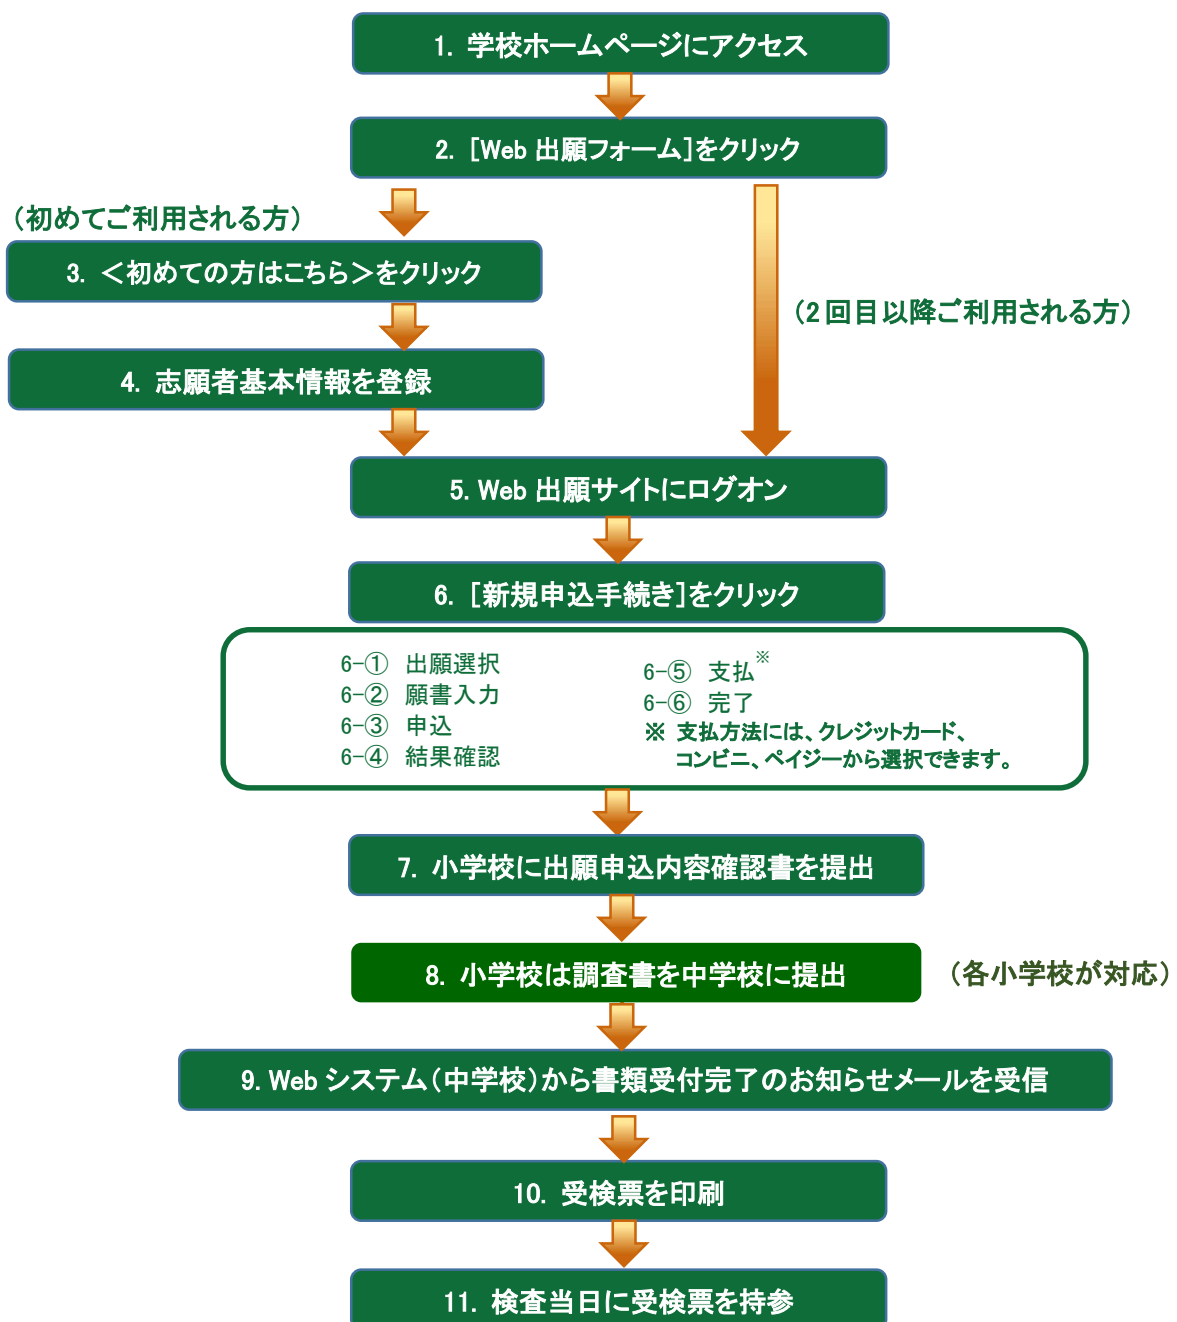 1. 学校ホームページにアクセス
2. [Web 出願フォーム]をクリック
（初めてご利用される方）
3. ＜初めての方はこちら＞をクリック
（2回目以降ご利用される方）
4. 志願者基本情報を登録
5. Web 出願サイトにログオン
6. [新規申込手続き]をクリック
6-① 出願選択
6-② 願書入力
6-③ 申込
6-④ 結果確認
6-⑤ 支払※
6-⑥ 完了
※ 支払方法には、クレジットカード、
コンビニ、ペイジーから選択できます。
7. 小学校に出願申込内容確認書を提出
8. 小学校は調査書を中学校に提出
（各小学校が対応）
9. Web システム（中学校）から書類受付完了のお知らせメールを受信
10. 受検票を印刷
11. 検査当日に受検票を持参